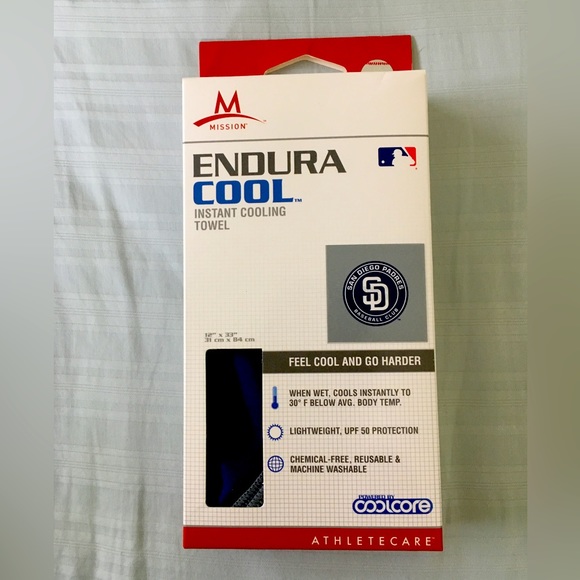 M
MISSION™
ENDURA
COOL™
INSTANT COOLING
TOWEL
SAN DIEGO PADRES
SD
BASEBALL CLUB
12" x 33"
31 cm x 84 cm
FEEL COOL AND GO HARDER
WHEN WET, COOLS INSTANTLY TO
30° F BELOW AVG. BODY TEMP.
LIGHTWEIGHT, UPF 50 PROTECTION
CHEMICAL-FREE, REUSABLE &
MACHINE WASHABLE
POWERED BY
coolcore
ATHLETECARE